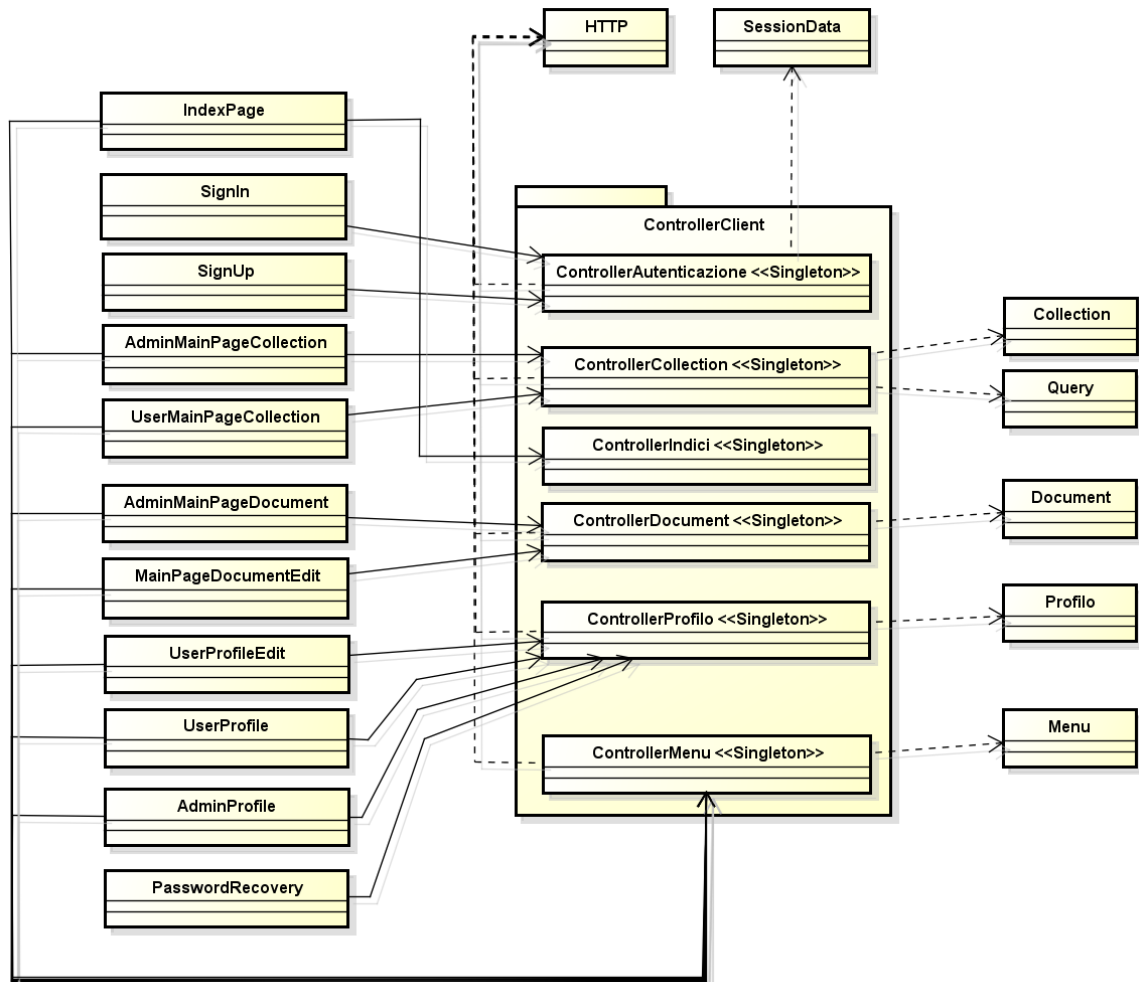 HTTP
SessionData
IndexPage
SignIn
SignUp
AdminMainPageCollection
UserMainPageCollection
AdminMainPageDocument
MainPageDocumentEdit
UserProfileEdit
UserProfile
AdminProfile
PasswordRecovery
ControllerClient
ControllerAutenticazione <<Singleton>>
ControllerCollection <<Singleton>>
ControllerIndici <<Singleton>>
ControllerDocument <<Singleton>>
ControllerProfilo <<Singleton>>
ControllerMenu <<Singleton>>
Collection
Query
Document
Profilo
Menu